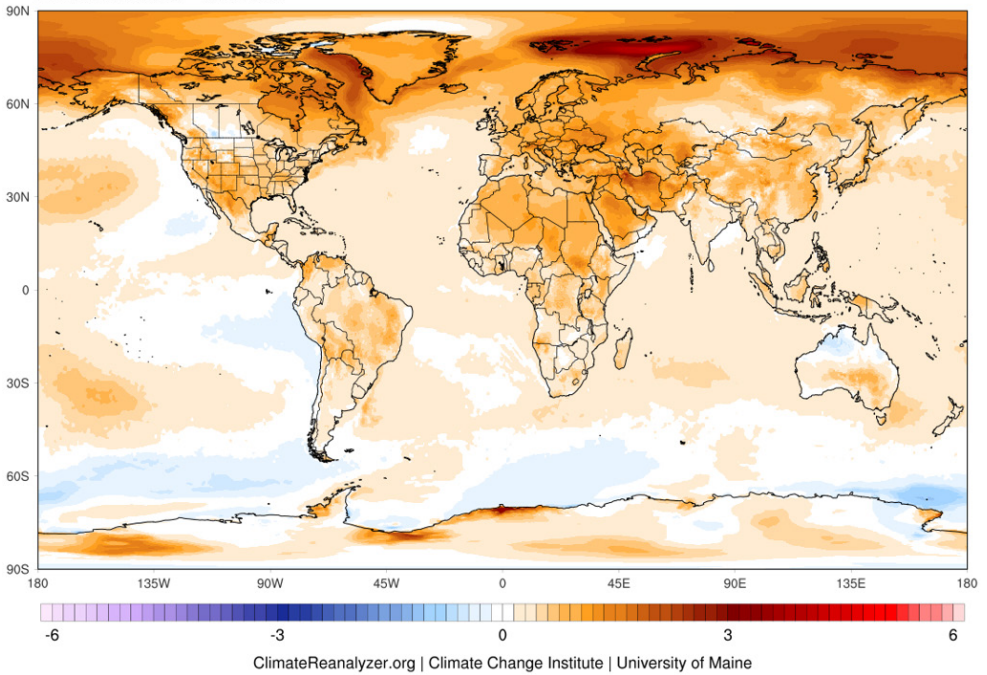 90N
60N
30N
0
30S
60S
90S
180 135W 90W 45W 0 45E 90E 135E 180
-6 -3 0 3 6
ClimateReanalyzer.org | Climate Change Institute | University of Maine